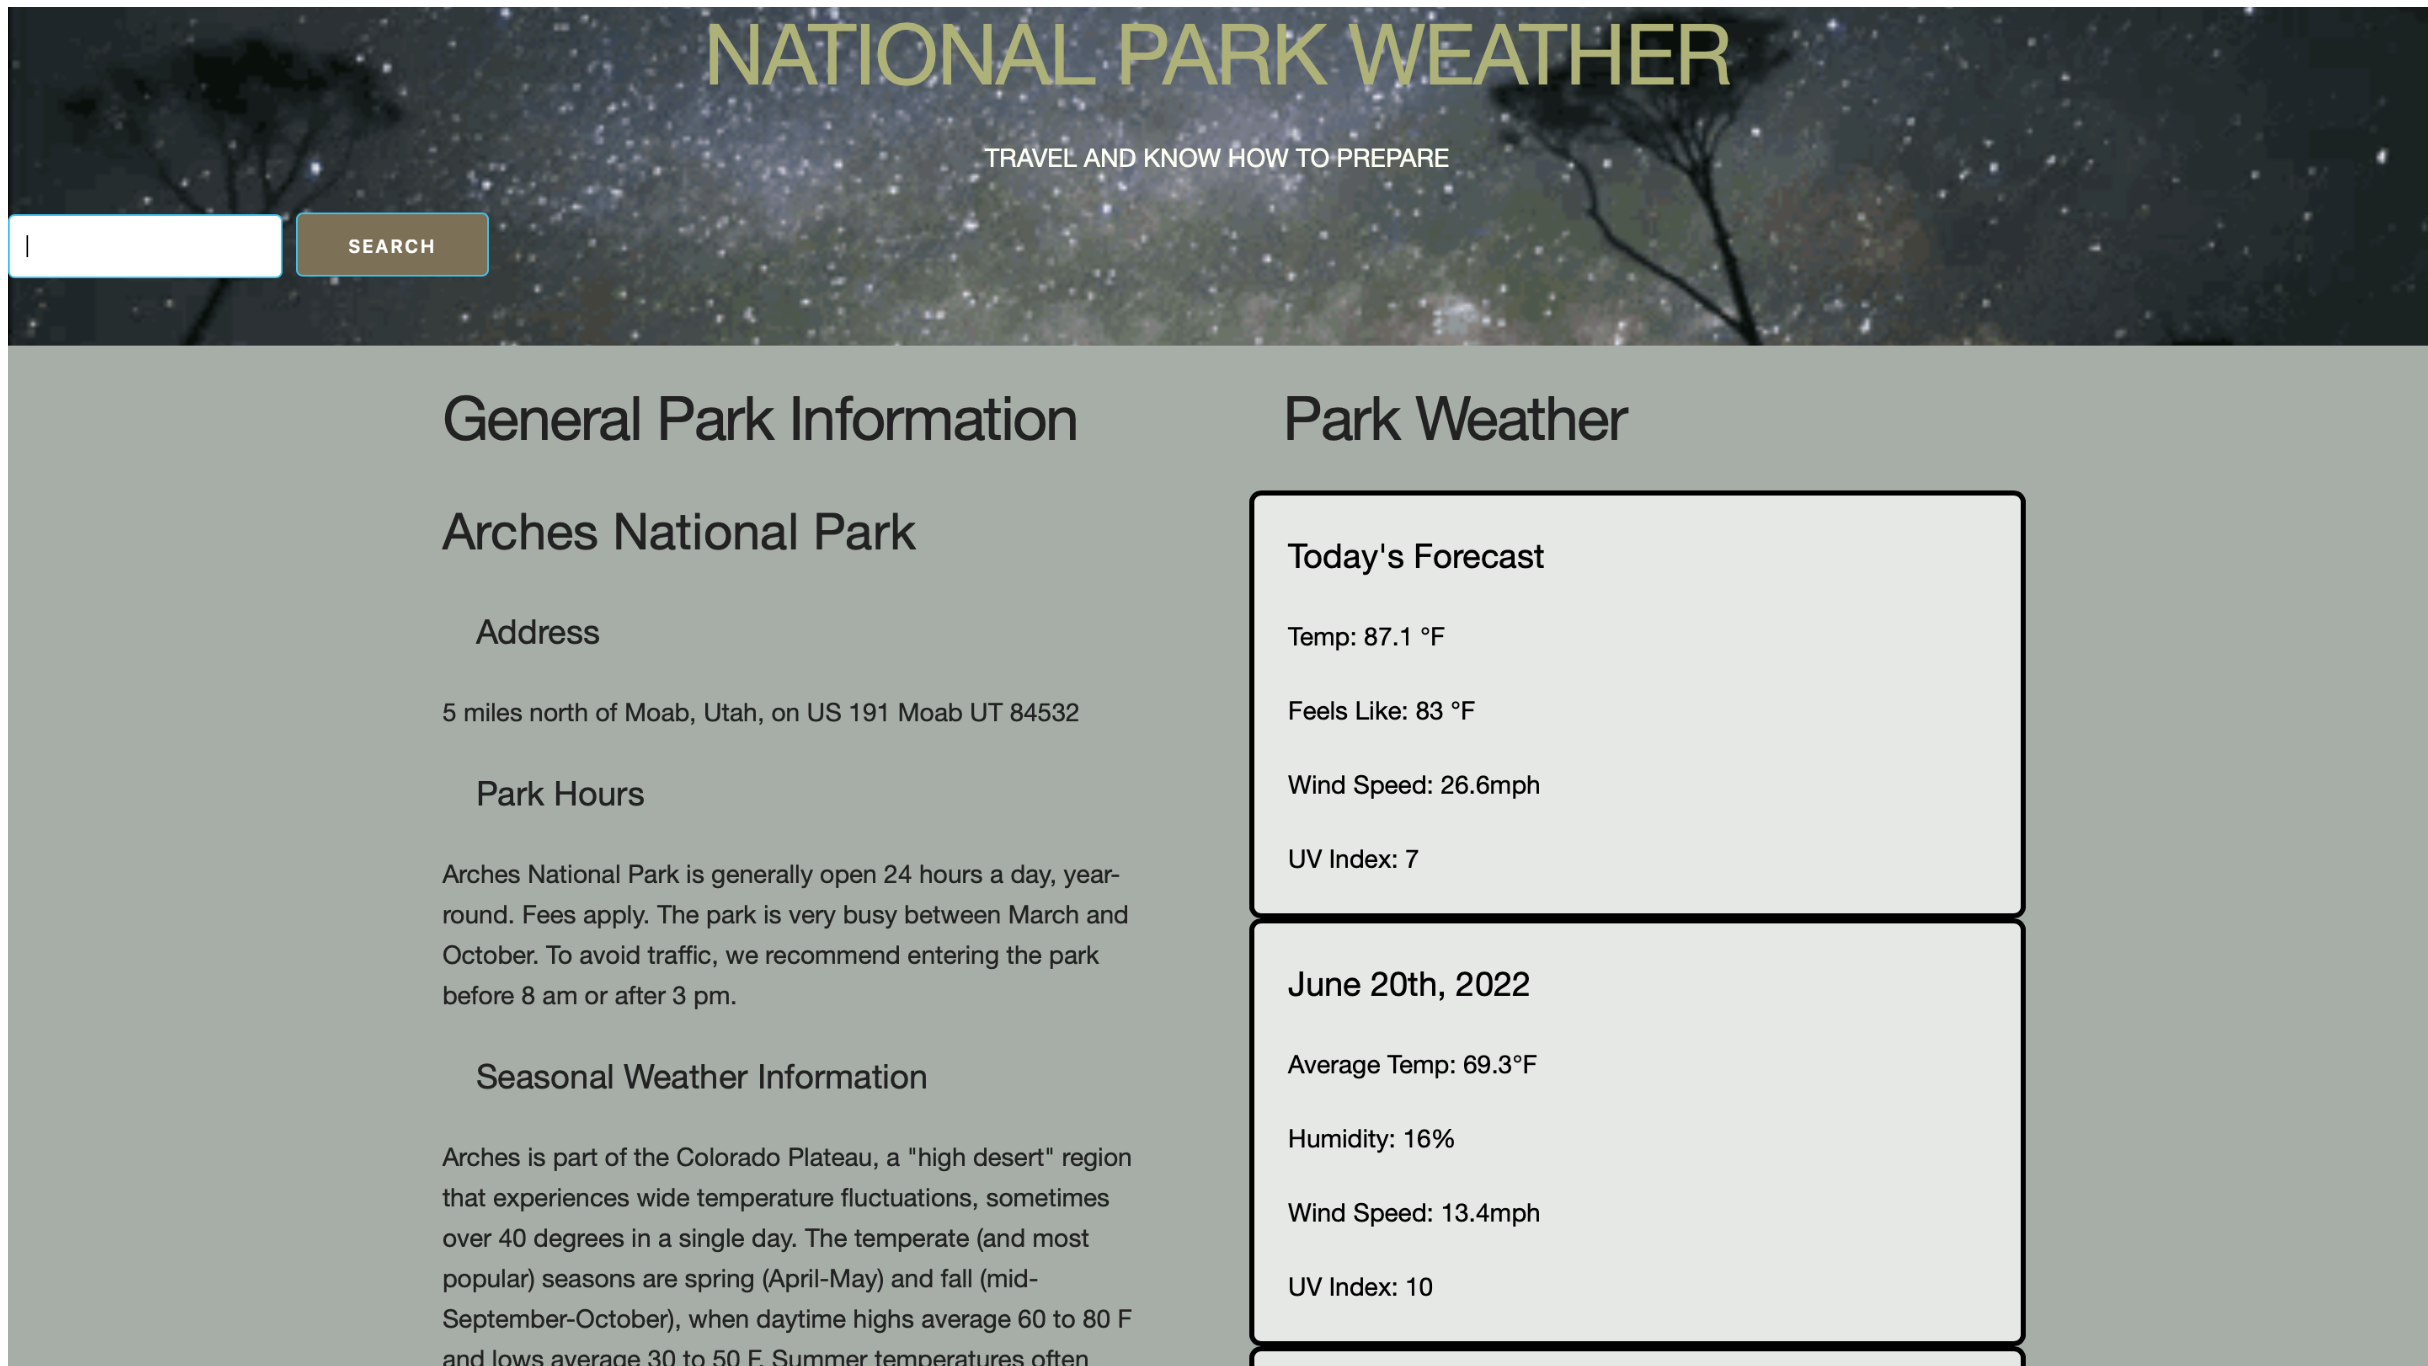 NATIONAL PARK WEATHER
TRAVEL AND KNOW HOW TO PREPARE
SEARCH
General Park Information
Arches National Park
Address
5 miles north of Moab, Utah, on US 191 Moab UT 84532
Park Hours
Arches National Park is generally open 24 hours a day, year-
round. Fees apply. The park is very busy between March and
October. To avoid traffic, we recommend entering the park
before 8 am or after 3 pm.
Seasonal Weather Information
Arches is part of the Colorado Plateau, a "high desert" region
that experiences wide temperature fluctuations, sometimes
over 40 degrees in a single day. The temperate (and most
popular) seasons are spring (April-May) and fall (mid-
September-October), when daytime highs average 60 to 80 F
and lows average 30 to 50 F. Summer temperatures often
Park Weather
Today's Forecast
Temp: 87.1 °F
Feels Like: 83 °F
Wind Speed: 26.6mph
UV Index: 7
June 20th, 2022
Average Temp: 69.3°F
Humidity: 16%
Wind Speed: 13.4mph
UV Index: 10